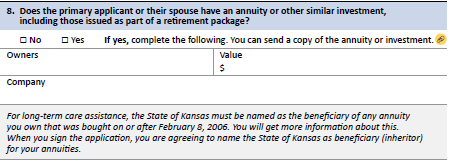 8. Does the primary applicant or their spouse have an annuity or other similar investment,
including those issued as part of a retirement package?
☐ No ☐ Yes If yes, complete the following. You can send a copy of the annuity or investment.
Owners Value
$
Company
For long-term care assistance, the State of Kansas must be named as the beneficiary of any annuity
you own that was bought on or after February 8, 2006. You will get more information about this.
When you sign the application, you are agreeing to name the State of Kansas as beneficiary (inheritor)
for your annuities.